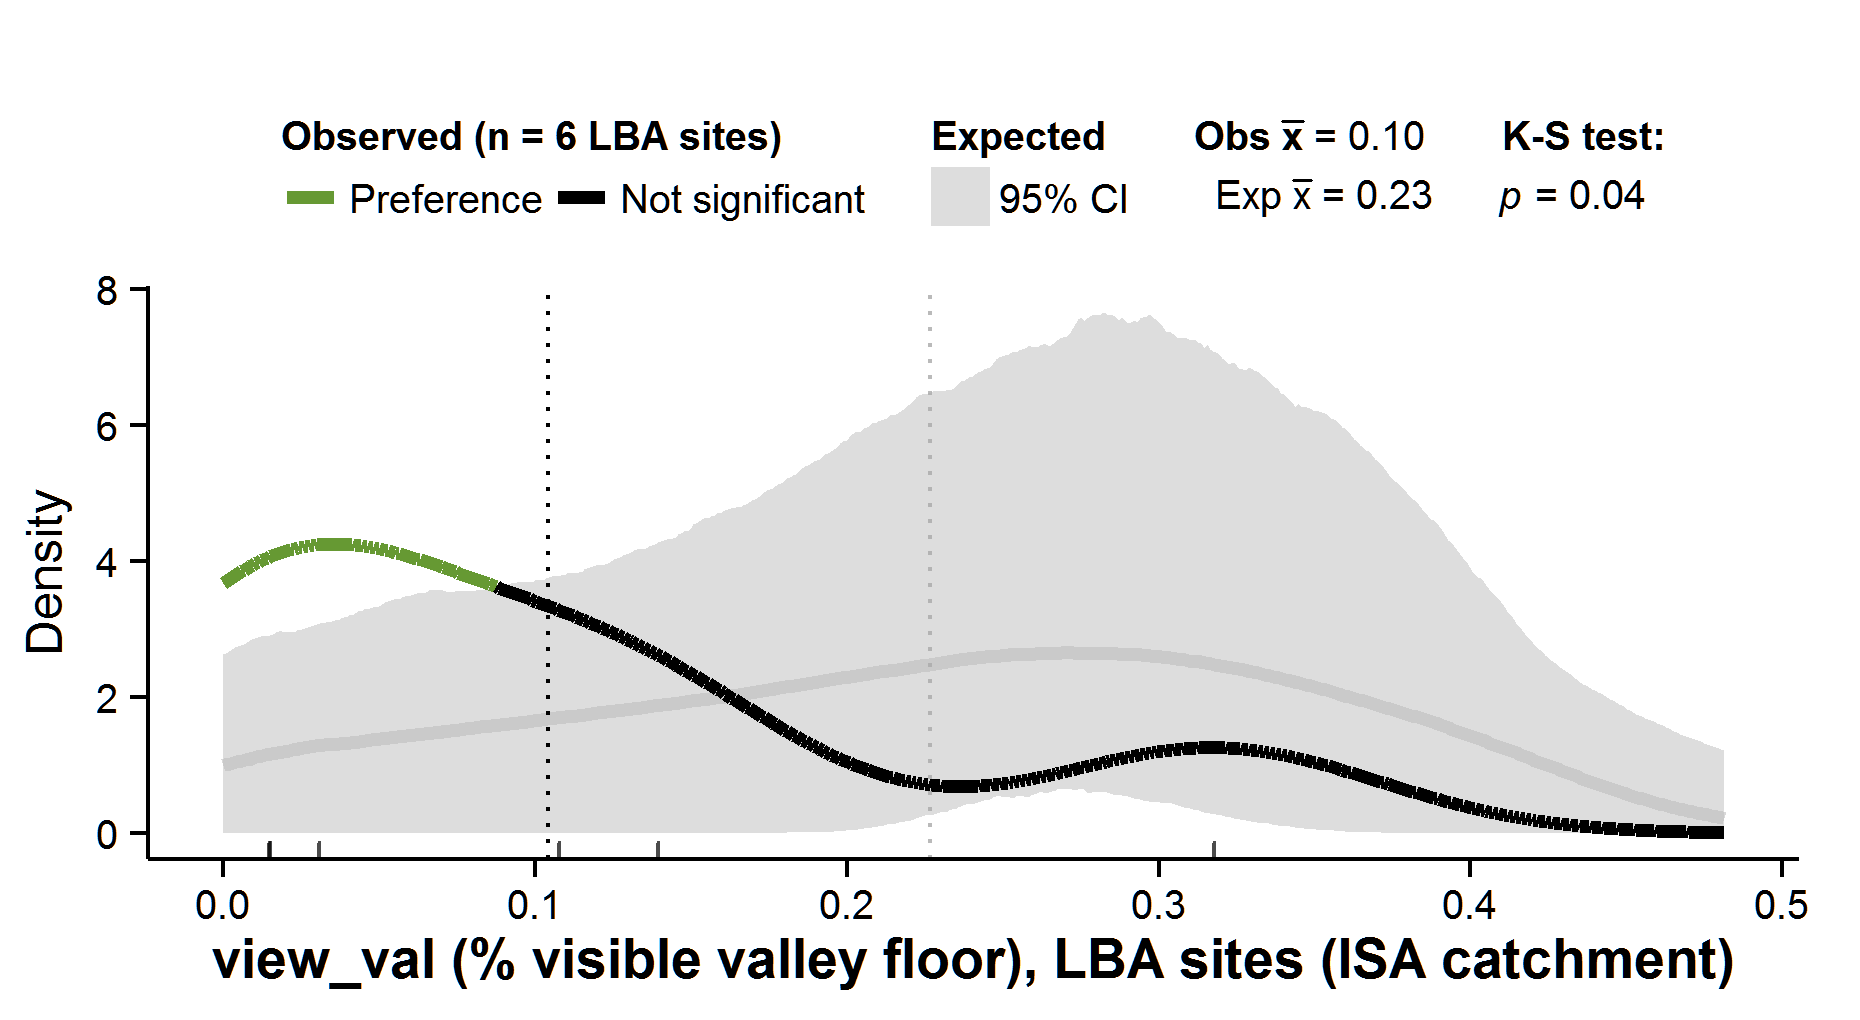 Observed (n = 6 LBA sites) Expected Obs x̅ = 0.10 K-S test:
Preference Not significant 95% CI Exp x̅ = 0.23 p = 0.04
8
6
4
2
0
Density
0.0 0.1 0.2 0.3 0.4 0.5
view_val (% visible valley floor), LBA sites (ISA catchment)